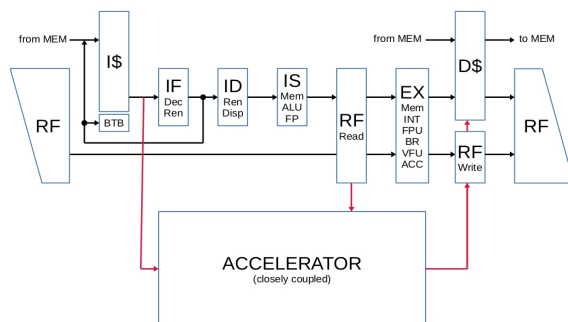 from MEM
I$
BTB
RF
IF
Dec
Ren
ID
Ren
Disp
IS
Mem
ALU
FP
RF
Read
EX
Mem
INT
FPU
BR
VFU
ACC
from MEM
D$
to MEM
RF
Write
RF
ACCELERATOR
(closely coupled)